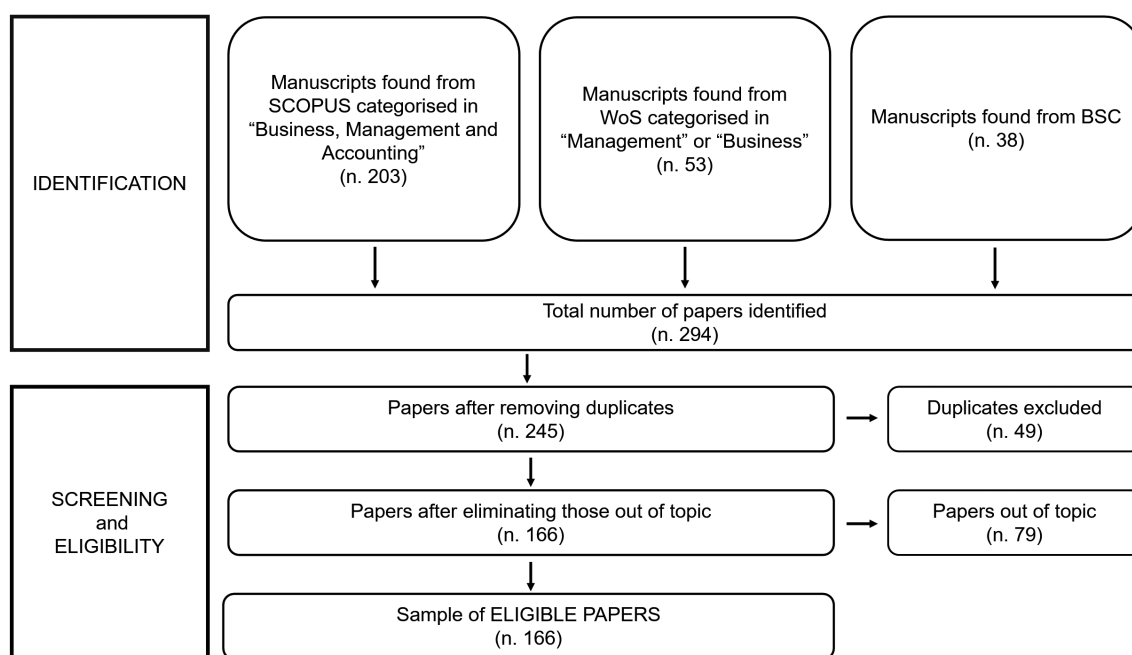 IDENTIFICATION
Manuscripts found from
SCOPUS categorised in
“Business, Management and
Accounting”
(n. 203)
Manuscripts found from
WoS categorised in
“Management” or “Business”
(n. 53)
Manuscripts found from BSC
(n. 38)
Total number of papers identified
(n. 294)
SCREENING
and
ELIGIBILITY
Papers after removing duplicates
(n. 245)
Duplicates excluded
(n. 49)
Papers after eliminating those out of topic
(n. 166)
Papers out of topic
(n. 79)
Sample of ELIGIBLE PAPERS
(n. 166)